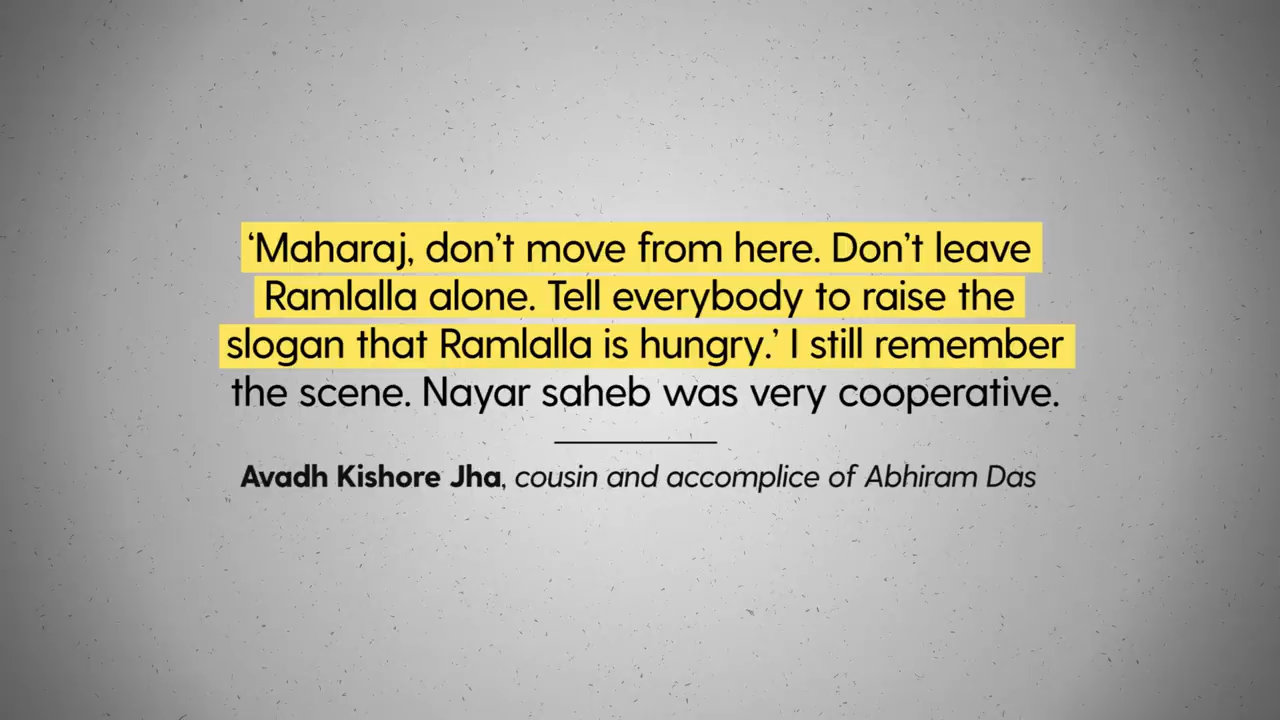 ‘Maharaj, don’t move from here. Don’t leave
Ramlalla alone. Tell everybody to raise the
slogan that Ramlalla is hungry.’ I still remember
the scene. Nayar saheb was very cooperative.
Avadh Kishore Jha, cousin and accomplice of Abhiram Das